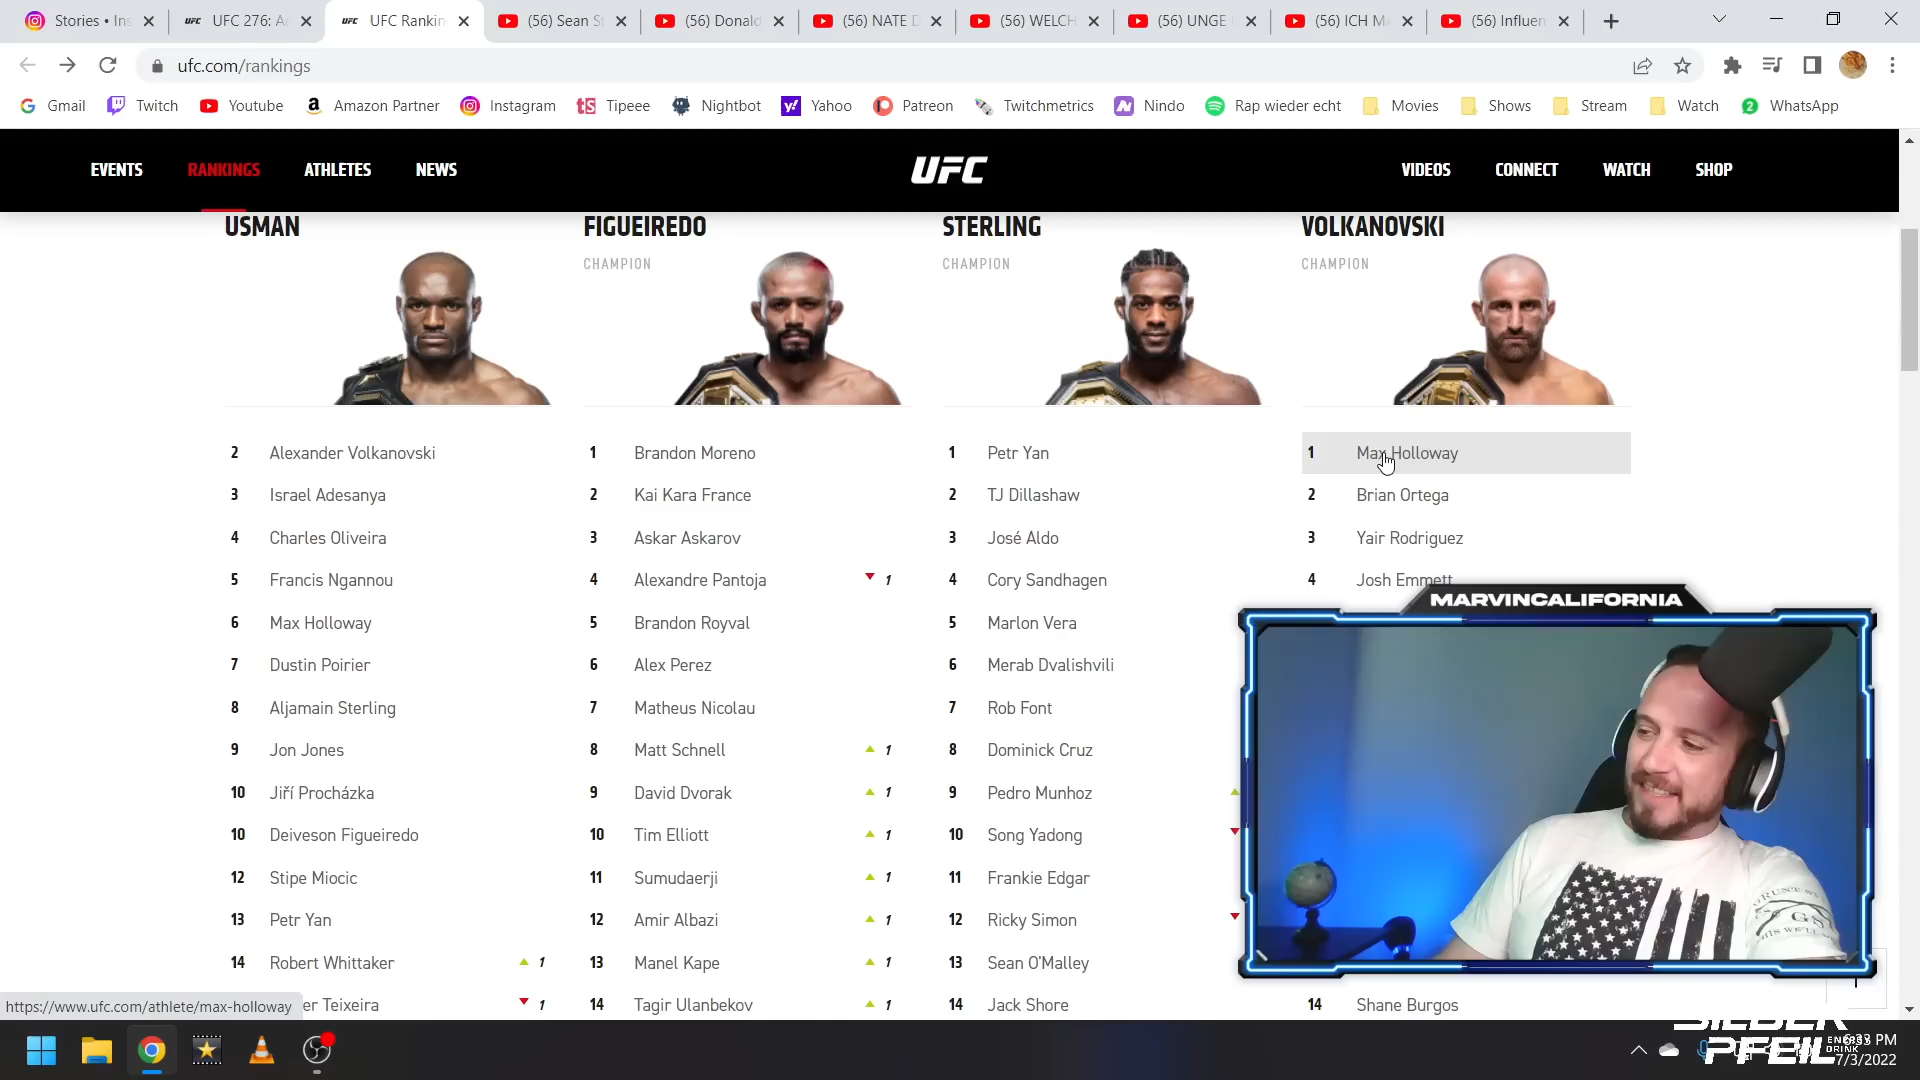 Stories • Ins
UFC 276: Ad
UFC Rankin
(56) Sean St
(56) Donald
(56) NATE D
(56) WELCH
(56) UNGE
(56) ICH MA
(56) Influen
ufc.com/rankings
Gmail
Twitch
Youtube
Amazon Partner
Instagram
Tipeee
Nightbot
Yahoo
Patreon
Twitchmetrics
Nindo
Rap wieder echt
Movies
Shows
Stream
Watch
WhatsApp
EVENTS RANKINGS ATHLETES NEWS UFC VIDEOS CONNECT WATCH SHOP
USMAN
2 Alexander Volkanovski
3 Israel Adesanya
4 Charles Oliveira
5 Francis Ngannou
6 Max Holloway
7 Dustin Poirier
8 Aljamain Sterling
9 Jon Jones
10 Jiří Procházka
10 Deiveson Figueiredo
12 Stipe Miocic
13 Petr Yan
14 Robert Whittaker 1
er Teixeira 1
FIGUEIREDO
CHAMPION
1 Brandon Moreno
2 Kai Kara France
3 Askar Askarov
4 Alexandre Pantoja 1
5 Brandon Royval
6 Alex Perez
7 Matheus Nicolau
8 Matt Schnell 1
9 David Dvorak 1
10 Tim Elliott 1
11 Sumudaerji 1
12 Amir Albazi 1
13 Manel Kape 1
14 Tagir Ulanbekov 1
STERLING
CHAMPION
1 Petr Yan
2 TJ Dillashaw
3 José Aldo
4 Cory Sandhagen
5 Marlon Vera
6 Merab Dvalishvili
7 Rob Font
8 Dominick Cruz
9 Pedro Munhoz
10 Song Yadong
11 Frankie Edgar
12 Ricky Simon
13 Sean O'Malley
14 Jack Shore
VOLKANOVSKI
CHAMPION
1 Max Holloway
2 Brian Ortega
3 Yair Rodriguez
4 Josh Emmett
14 Shane Burgos
MARVINCALIFORNIA
https://www.ufc.com/athlete/max-holloway
SILBER
PFEIL
ENERGY
DRINK
6:33 PM
7/3/2022